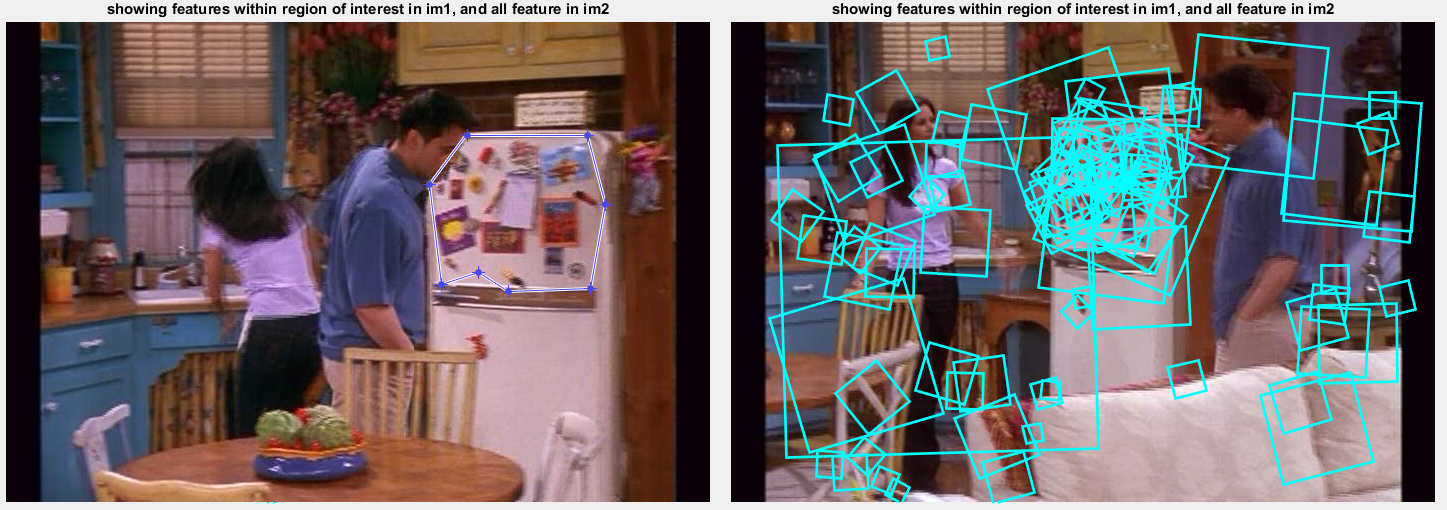 showing features within region of interest in im1, and all feature in im2
showing features within region of interest in im1, and all feature in im2